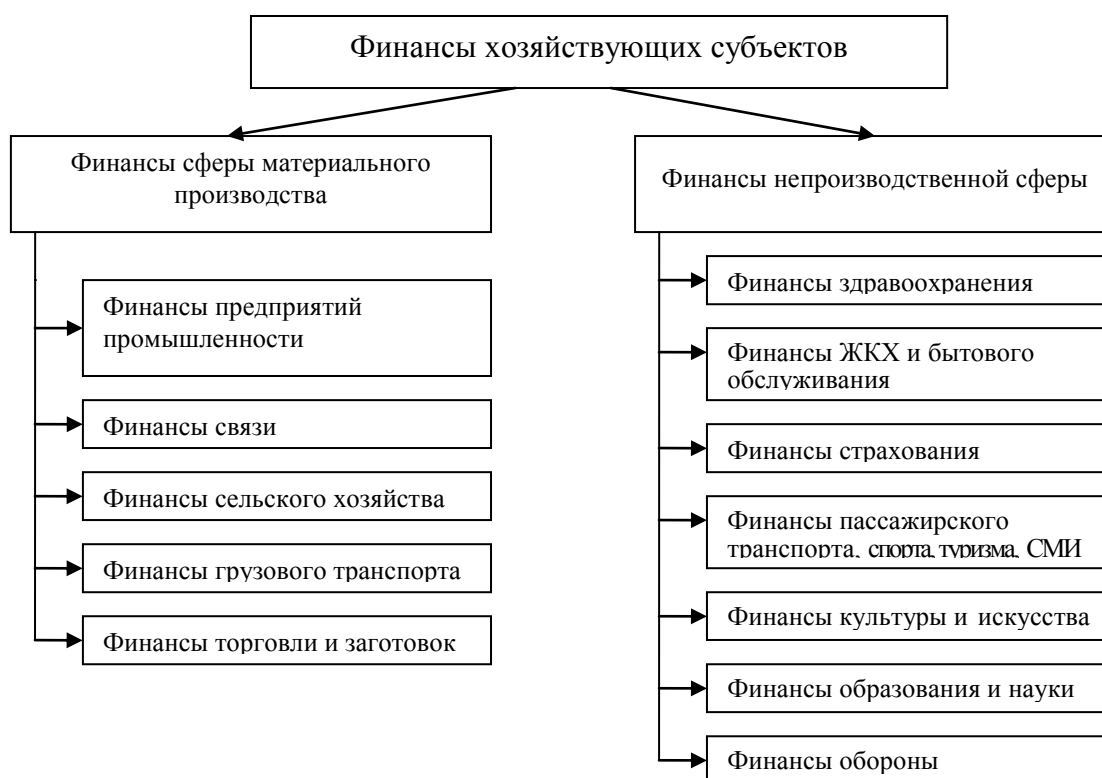 Финансы хозяйствующих субъектов
Финансы сферы материального
производства
Финансы предприятий
промышленности
Финансы связи
Финансы сельского хозяйства
Финансы грузового транспорта
Финансы торговли и заготовок
Финансы непроизводственной сферы
Финансы здравоохранения
Финансы ЖКХ и бытового
обслуживания
Финансы страхования
Финансы пассажирского
транспорта, спорта, туризма, СМИ
Финансы культуры и искусства
Финансы образования и науки
Финансы обороны